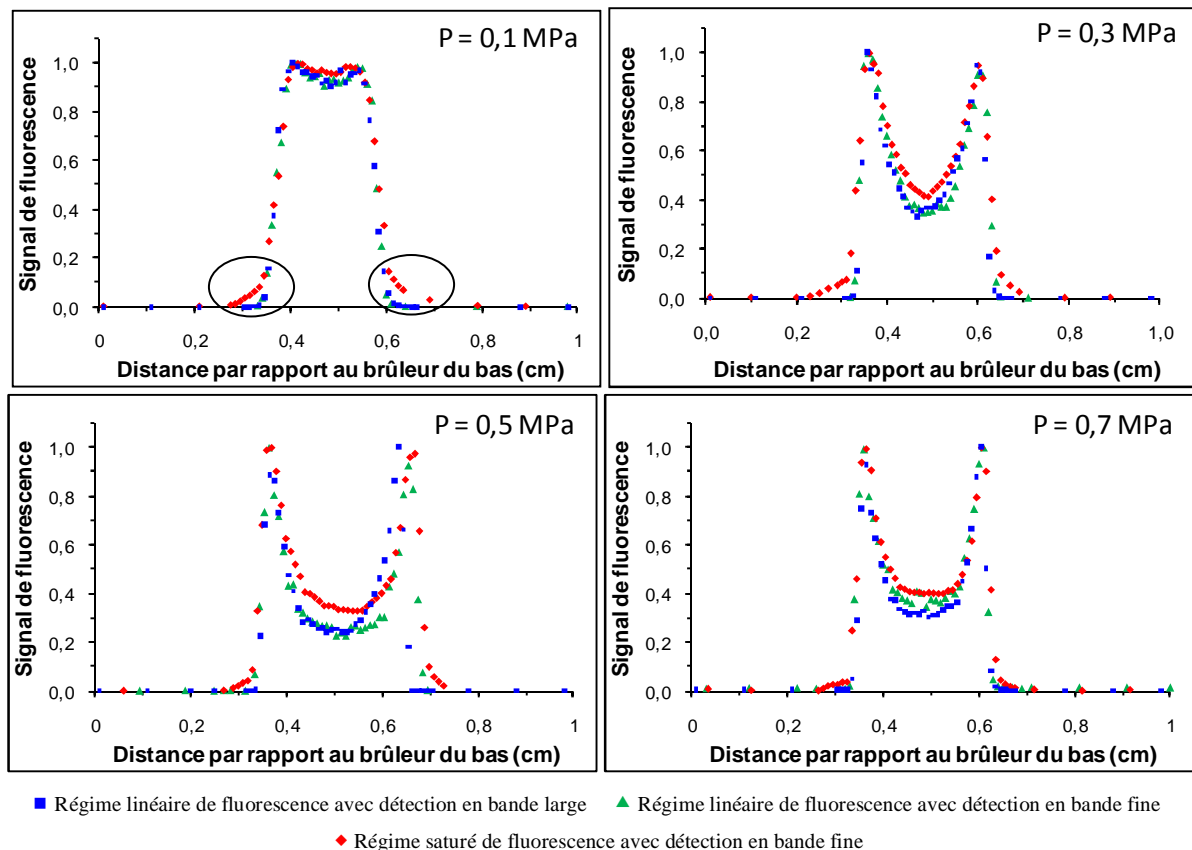 P = 0,1 MPa
Signal de fluorescence
1,0
0,8
0,6
0,4
0,2
0,0
0 0,2 0,4 0,6 0,8 1
Distance par rapport au brûleur du bas (cm)
P = 0,3 MPa
Signal de fluorescence
1,0
0,8
0,6
0,4
0,2
0,0
0,0 0,2 0,4 0,6 0,8 1,0
Distance par rapport au brûleur du bas (cm)
P = 0,5 MPa
Signal de fluorescence
1,0
0,8
0,6
0,4
0,2
0,0
0 0,2 0,4 0,6 0,8 1
Distance par rapport au brûleur du bas (cm)
P = 0,7 MPa
Signal de fluorescence
1,0
0,8
0,6
0,4
0,2
0,0
0 0,2 0,4 0,6 0,8 1
Distance par rapport au brûleur du bas (cm)
Régime linéaire de fluorescence avec détection en bande large
Régime linéaire de fluorescence avec détection en bande fine
Régime saturé de fluorescence avec détection en bande fine